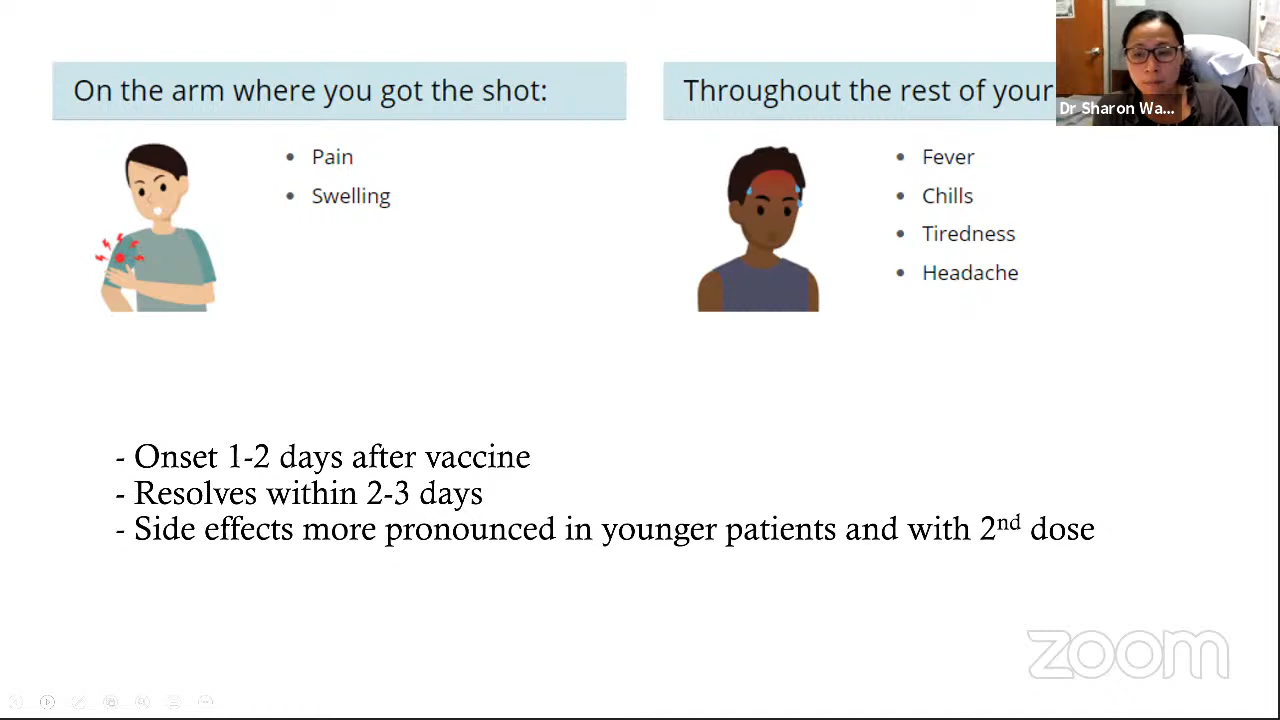 On the arm where you got the shot:
Pain
Swelling
Throughout the rest of your
Fever
Chills
Tiredness
Headache
Dr Sharon Wa...
- Onset 1-2 days after vaccine
- Resolves within 2-3 days
- Side effects more pronounced in younger patients and with 2nd dose
zoom